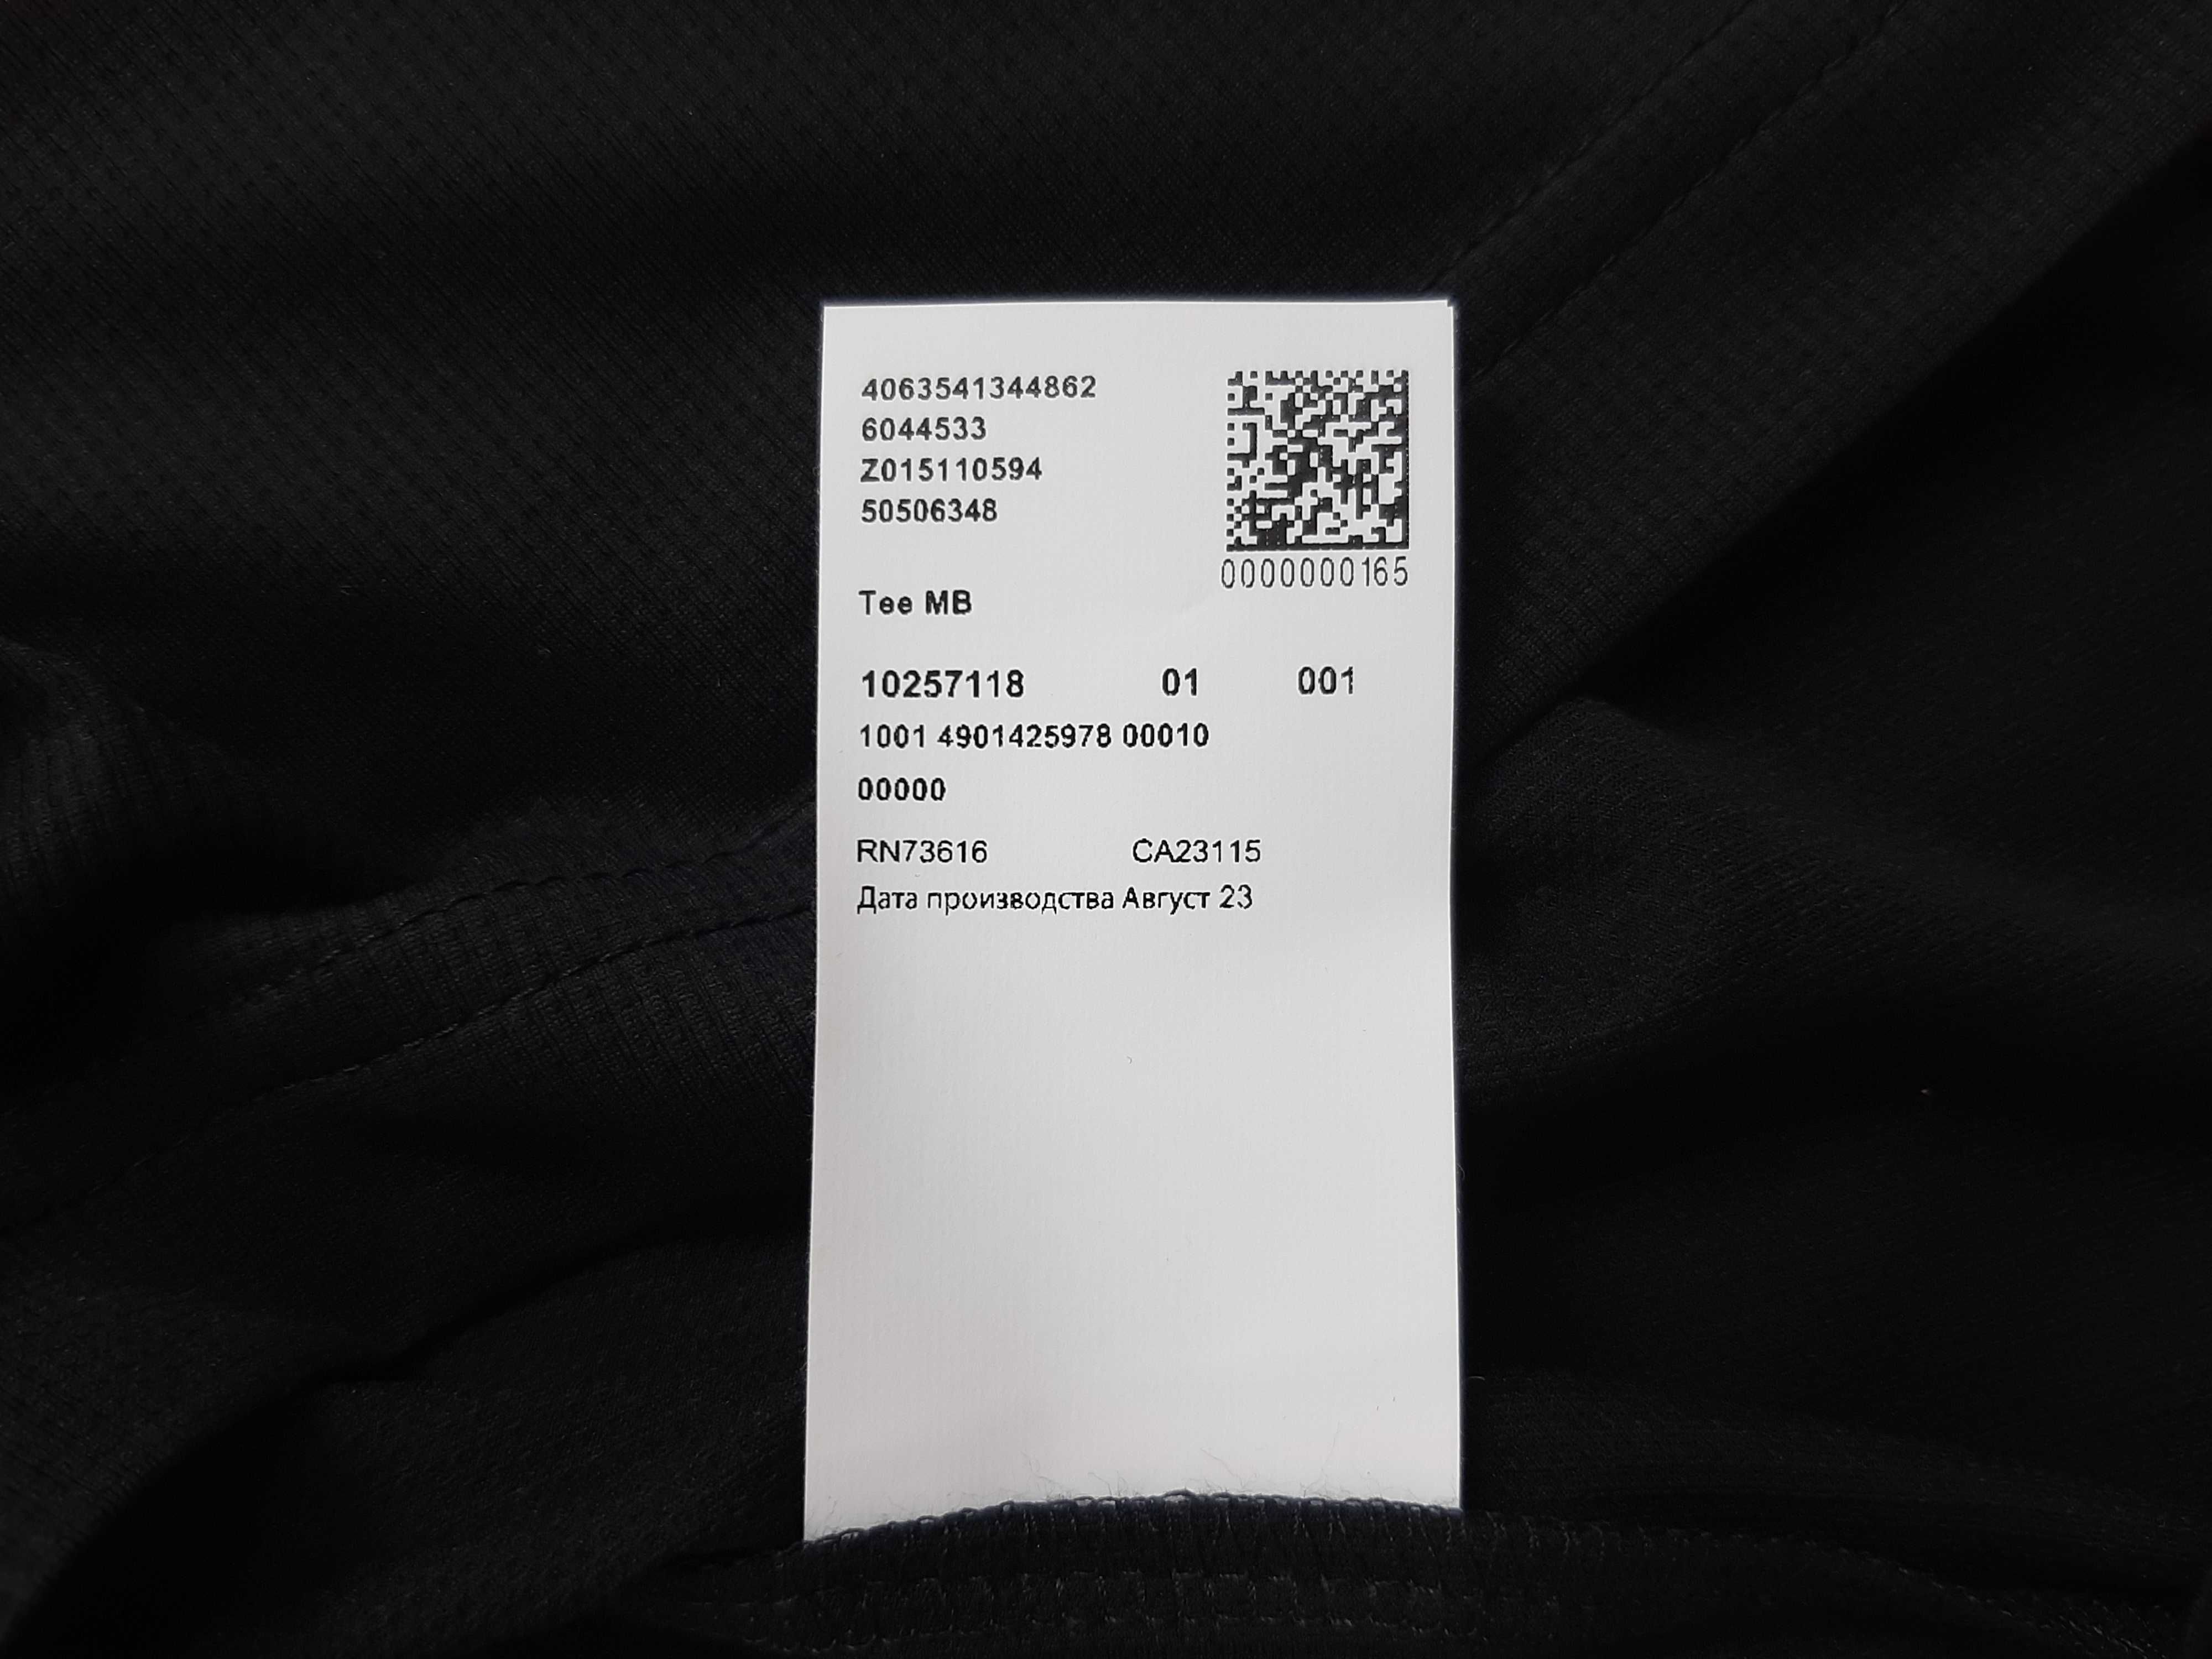 4063541344862
6044533
Z015110594
50506348
0000000165
Tee MB
10257118 01 001
1001 4901425978 00010
00000
RN73616 CA23115
Дата производства Август 23